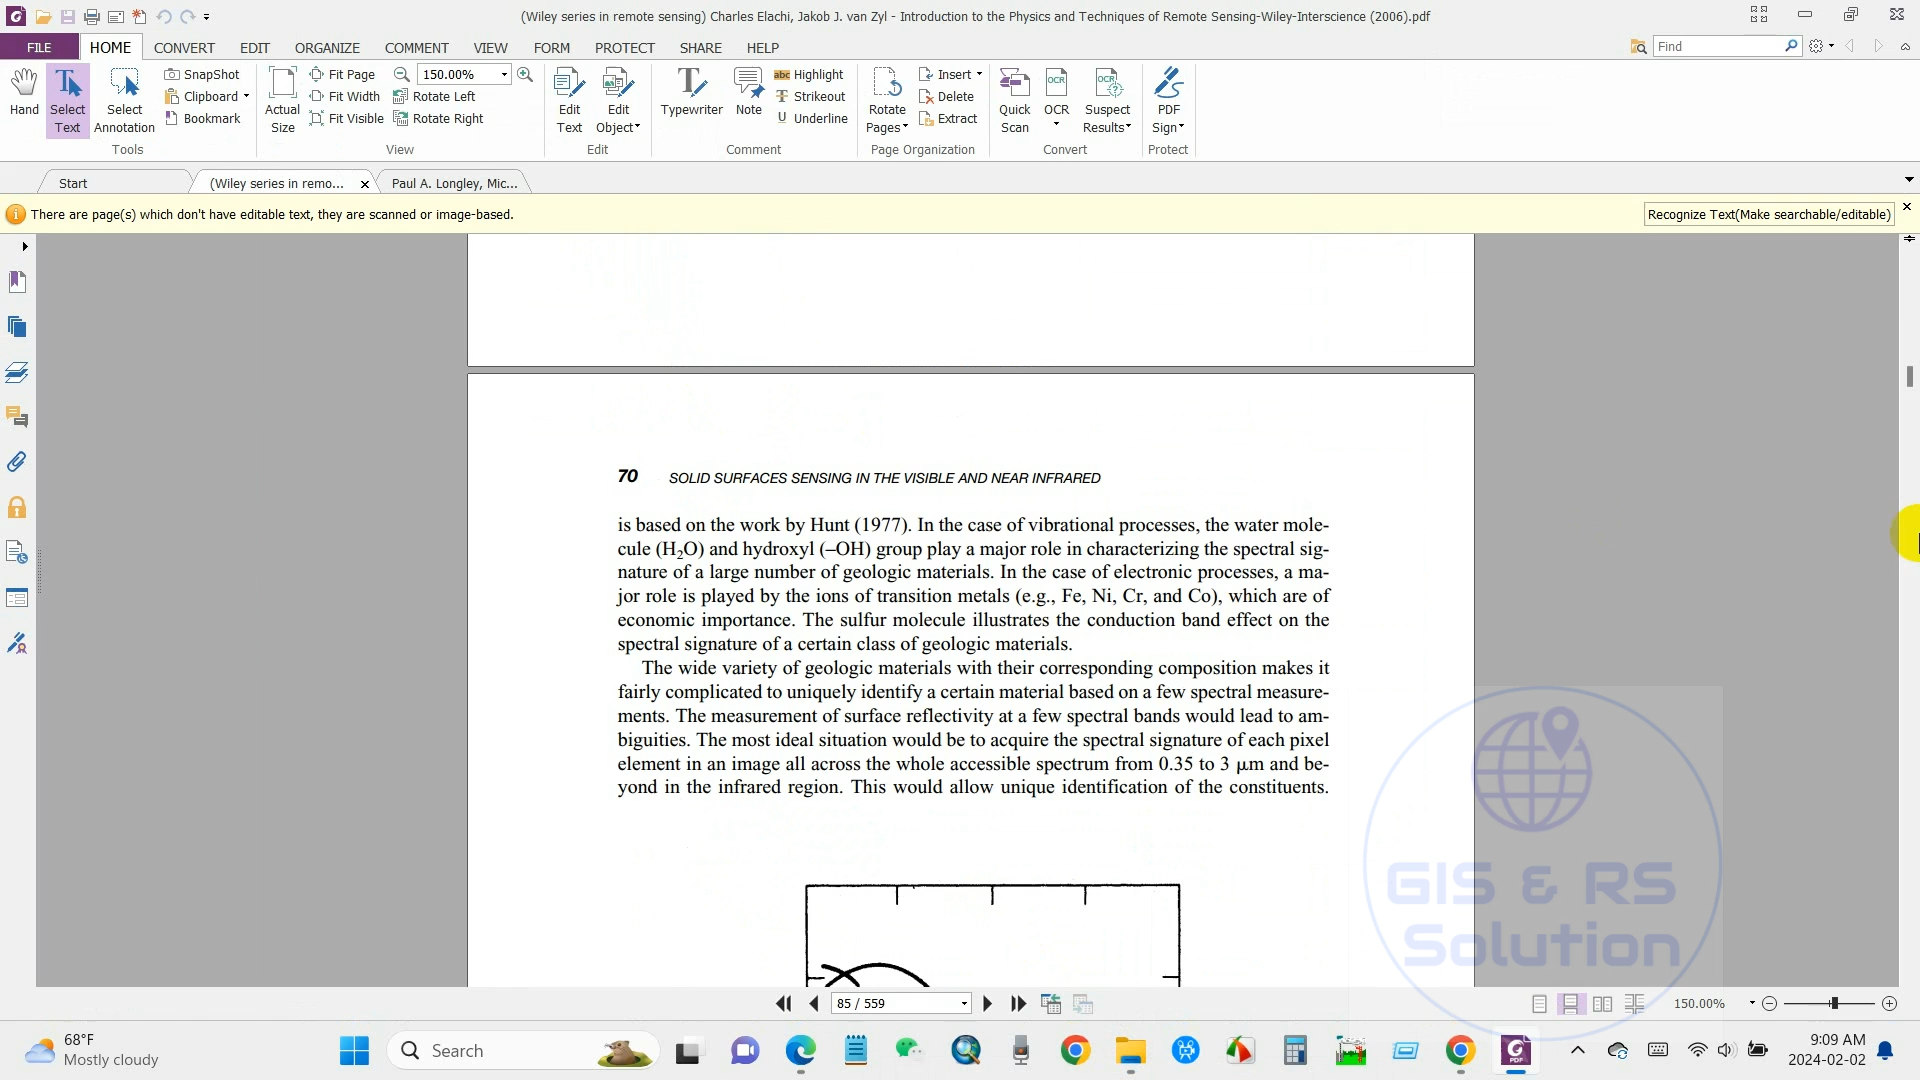 (Wiley series in remote sensing) Charles Elachi, Jakob J. van Zyl - Introduction to the Physics and Techniques of Remote Sensing-Wiley-Interscience (2006).pdf
FILE HOME CONVERT EDIT ORGANIZE COMMENT VIEW FORM PROTECT SHARE HELP Find
Hand
Select Text
Select Annotation
SnapShot
Clipboard
Bookmark
Tools
Actual Size
Fit Page
Fit Width
Fit Visible
150.00%
Rotate Left
Rotate Right
View
Edit Text
Edit Object
Edit
Typewriter
Note
abc Highlight
T Strikeout
U Underline
Comment
Rotate Pages
Insert
Delete
Extract
Page Organization
Quick Scan
OCR
OCR
OCR
Suspect Results
Convert
PDF Sign
Protect
Start (Wiley series in remo... x Paul A. Longley, Mic...
There are page(s) which don't have editable text, they are scanned or image-based. Recognize Text(Make searchable/editable)
70 SOLID SURFACES SENSING IN THE VISIBLE AND NEAR INFRARED
is based on the work by Hunt (1977). In the case of vibrational processes, the water mole-
cule (H₂O) and hydroxyl (–OH) group play a major role in characterizing the spectral sig-
nature of a large number of geologic materials. In the case of electronic processes, a ma-
jor role is played by the ions of transition metals (e.g., Fe, Ni, Cr, and Co), which are of
economic importance. The sulfur molecule illustrates the conduction band effect on the
spectral signature of a certain class of geologic materials.
The wide variety of geologic materials with their corresponding composition makes it
fairly complicated to uniquely identify a certain material based on a few spectral measure-
ments. The measurement of surface reflectivity at a few spectral bands would lead to am-
biguities. The most ideal situation would be to acquire the spectral signature of each pixel
element in an image all across the whole accessible spectrum from 0.35 to 3 μm and be-
yond in the infrared region. This would allow unique identification of the constituents.
GIS & RS
Solution
85 / 559
150.00%
68°F
Mostly cloudy
Search
PDF
9:09 AM
2024-02-02